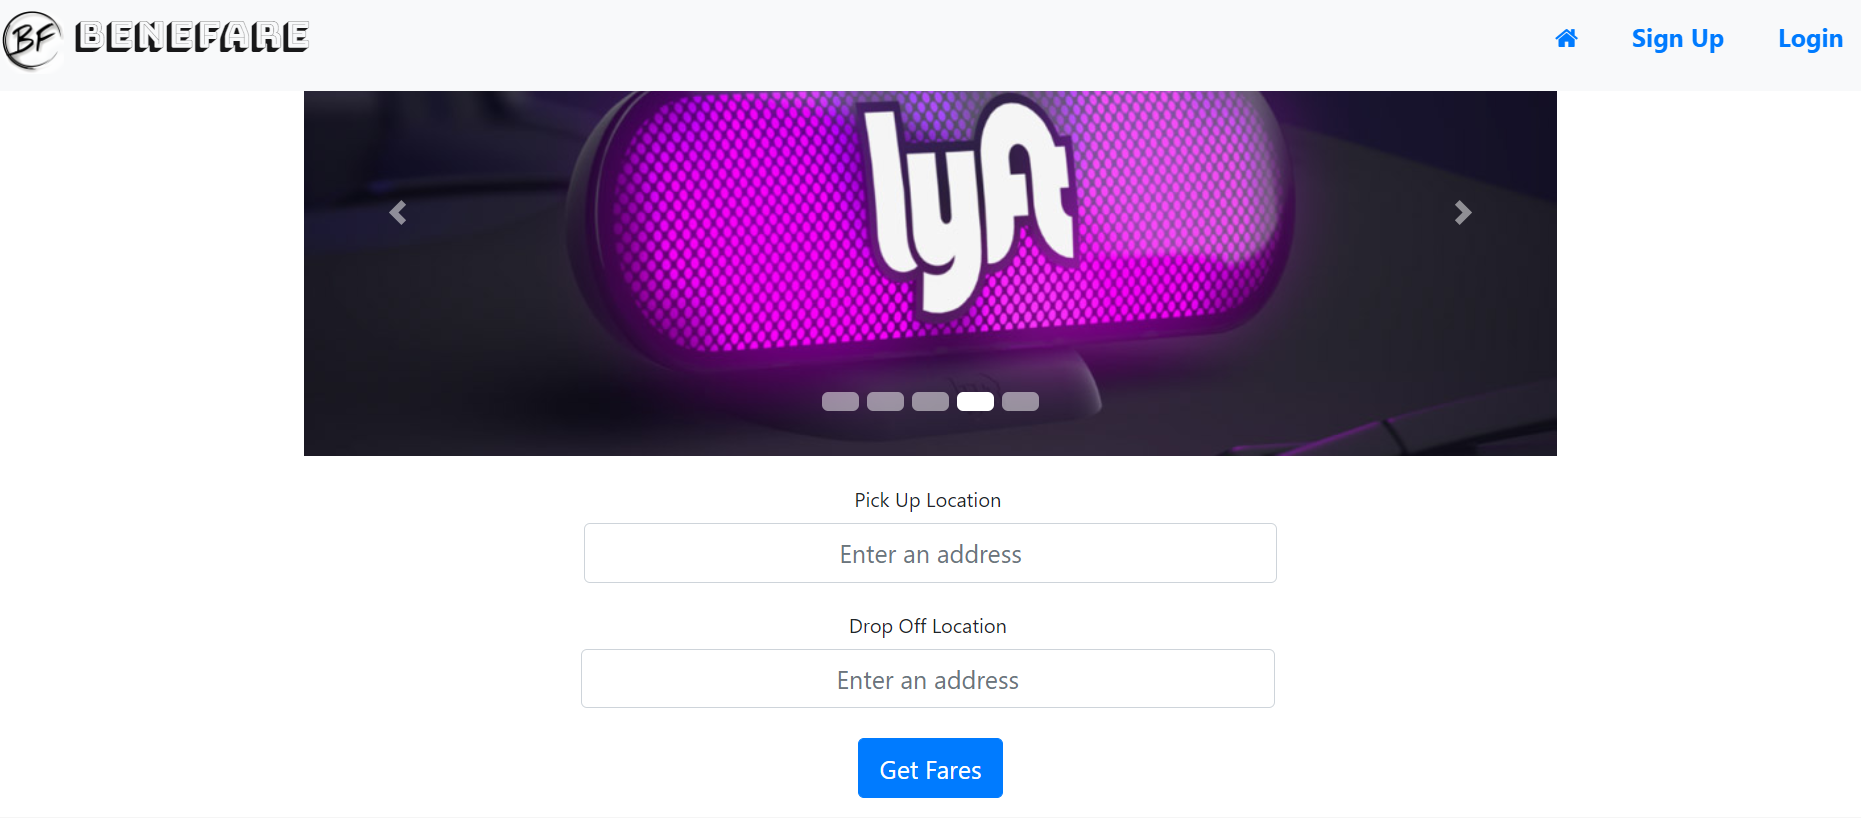 BF BENEFARE
Sign Up
Login
lyft
Pick Up Location
Enter an address
Drop Off Location
Enter an address
Get Fares